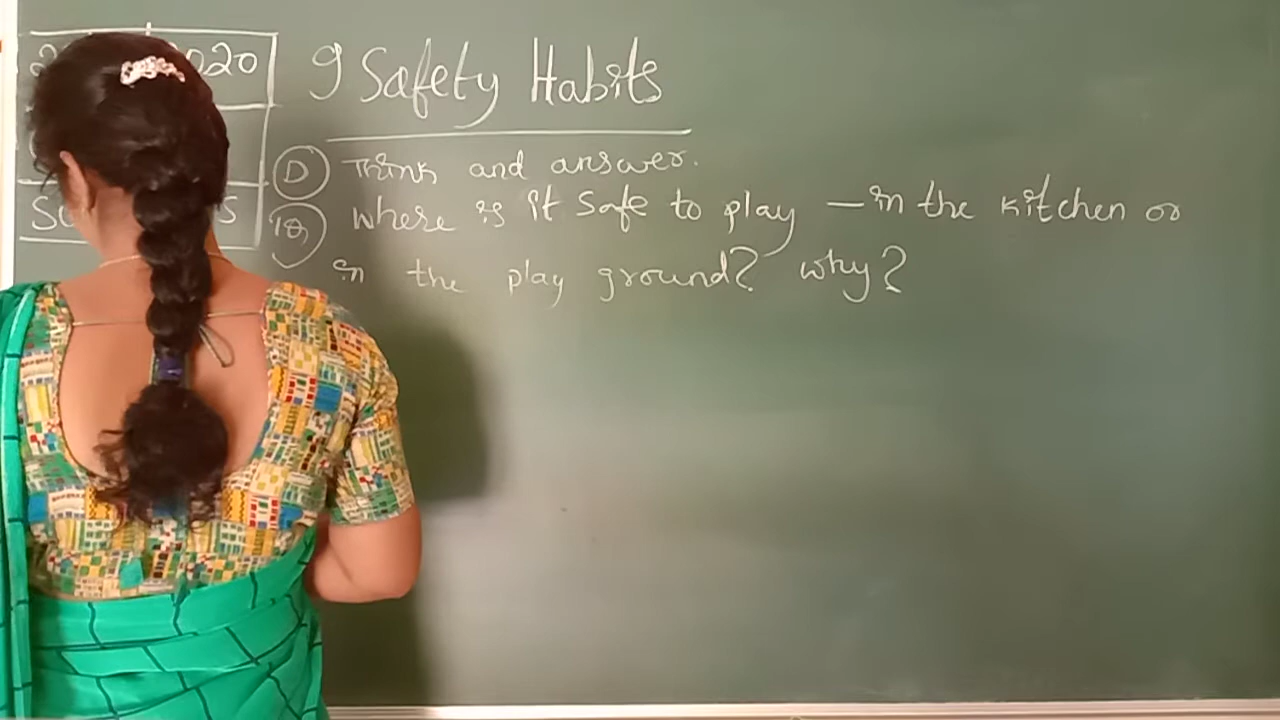 2020
9 Safety Habits
D Think and answer.
1Q) Where is it safe to play – in the kitchen or
in the play ground? why?